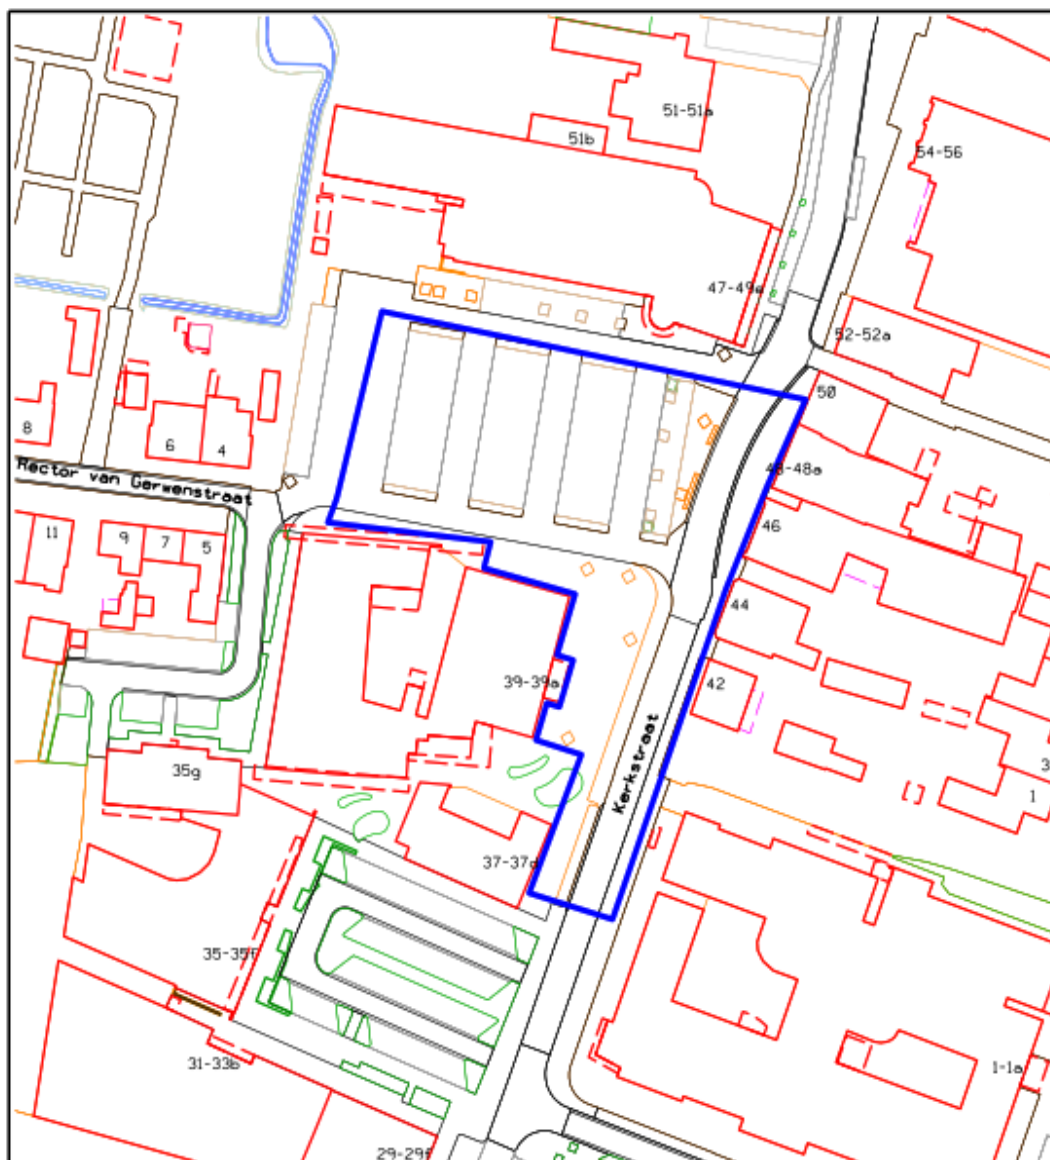 51-51a
51b
54-56
47-49a
52-52a
50
8
6
4
48-48a
Rector van Gerwenstraat
46
11
9
7
5
44
39-39a
42
Kerkstraat
35g
3
1
37-37a
35-35f
31-33b
1-1a
29-29f